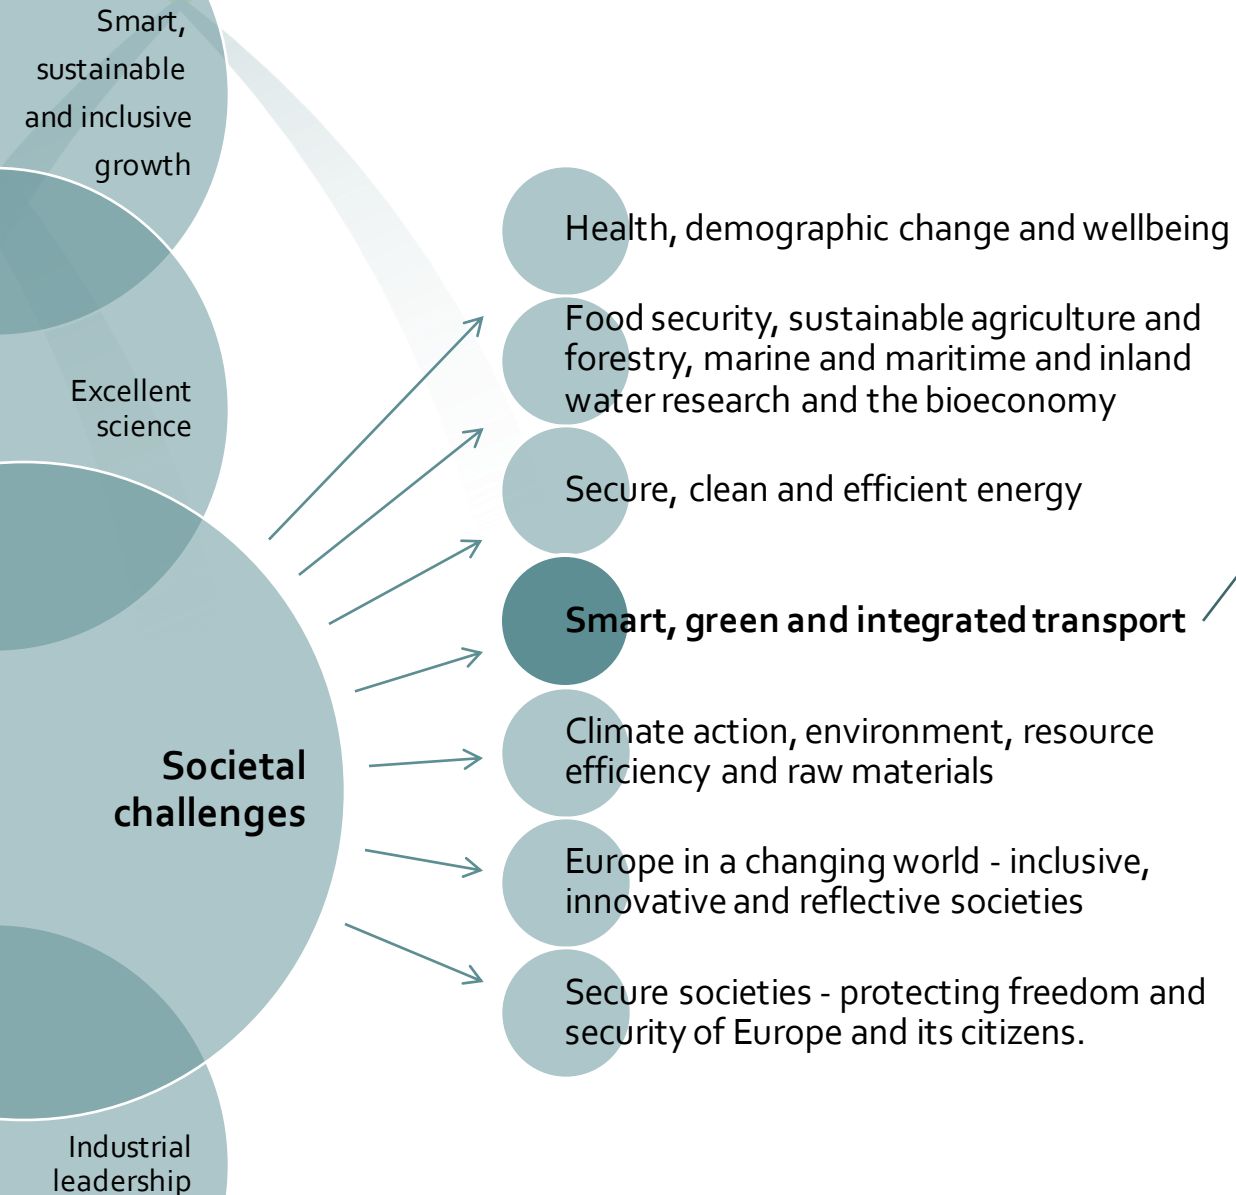 Smart,
sustainable
and inclusive
growth
Excellent
science
Societal
challenges
Industrial
leadership
Health, demographic change and wellbeing
Food security, sustainable agriculture and
forestry, marine and maritime and inland
water research and the bioeconomy
Secure, clean and efficient energy
Smart, green and integrated transport
Climate action, environment, resource
efficiency and raw materials
Europe in a changing world - inclusive,
innovative and reflective societies
Secure societies - protecting freedom and
security of Europe and its citizens.